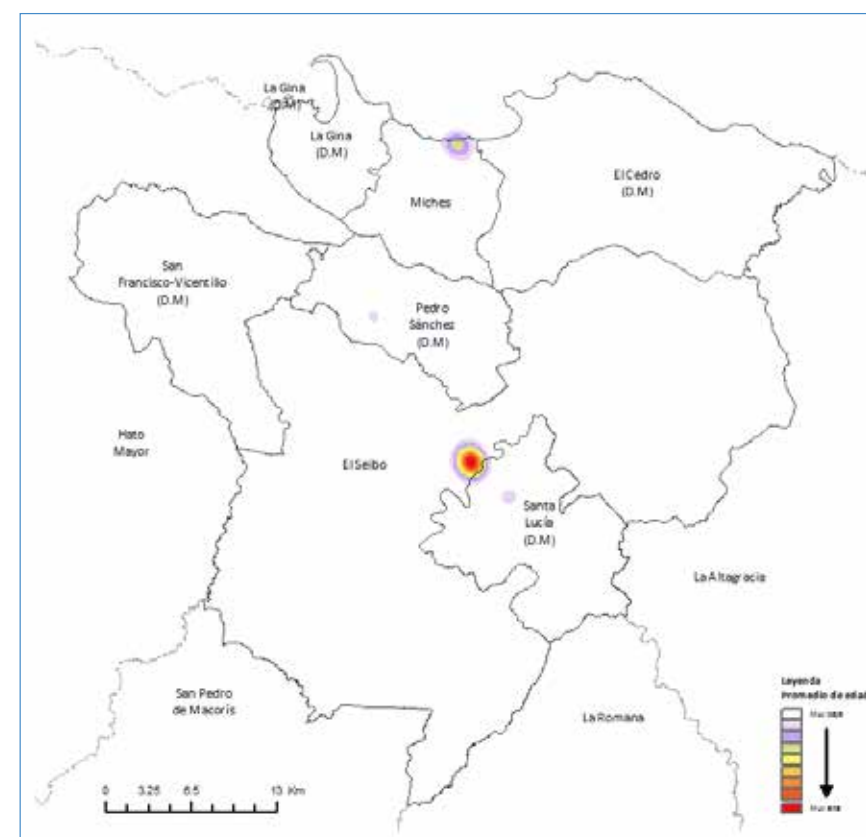 La Gina
(D.M)
La Gina
(D.M)
Miches
El Cedro
(D.M)
San
Francisco-Vicentillo
(D.M)
Pedro
Sánchez
(D.M)
Hato
Mayor
El Seibo
Santa
Lucía
(D.M)
La Altagracia
San Pedro
de Macorís
La Romana
Leyenda
Promedio de edad
0 3.25 6.5 13 Km